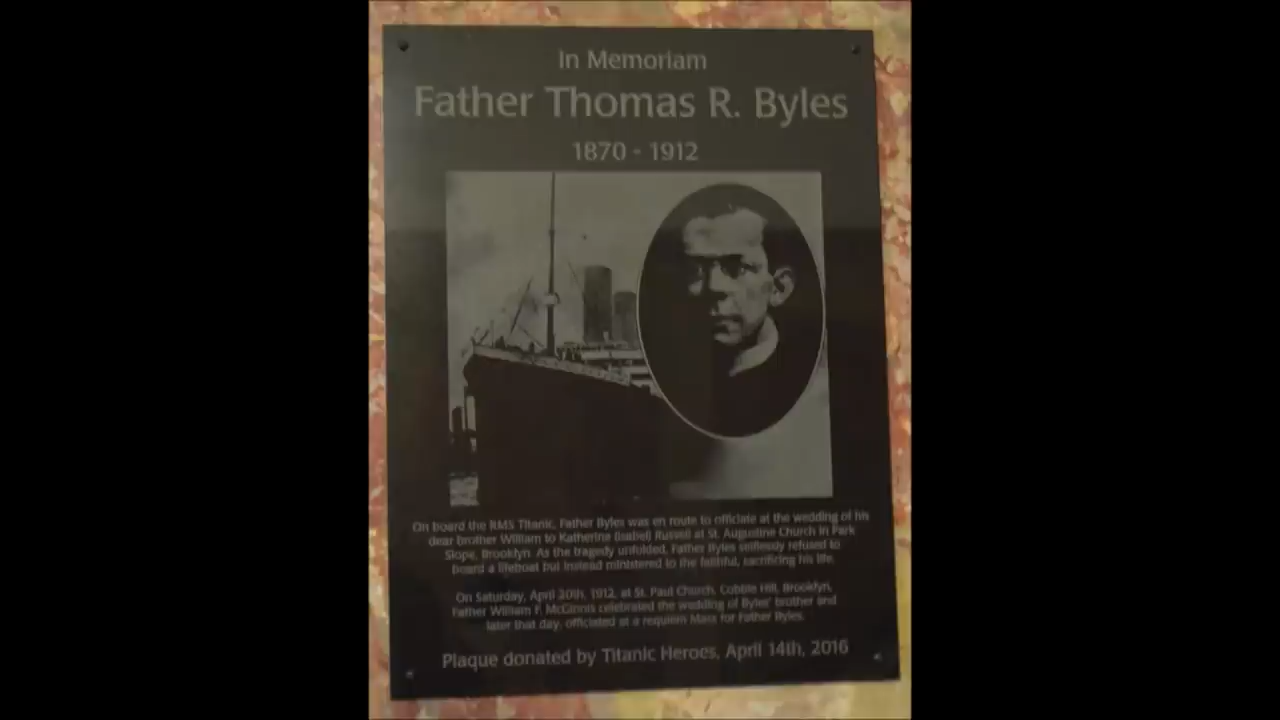 In Memoriam
Father Thomas R. Byles
1870 - 1912
On board the RMS Titanic, Father Byles was en route to officiate at the wedding of his
dear brother William to Katherine (Isabel) Russell at St. Augustine Church in Park
Slope, Brooklyn. As the tragedy unfolded, Father Byles selflessly refused to
board a lifeboat but instead ministered to the faithful, sacrificing his life.
On Saturday, April 20th, 1912, at St. Paul Church, Cobble Hill, Brooklyn,
Father William F. McGinnis celebrated the wedding of Byles' brother and
later that day, officiated at a requiem Mass for Father Byles.
Plaque donated by Titanic Heroes, April 14th, 2016